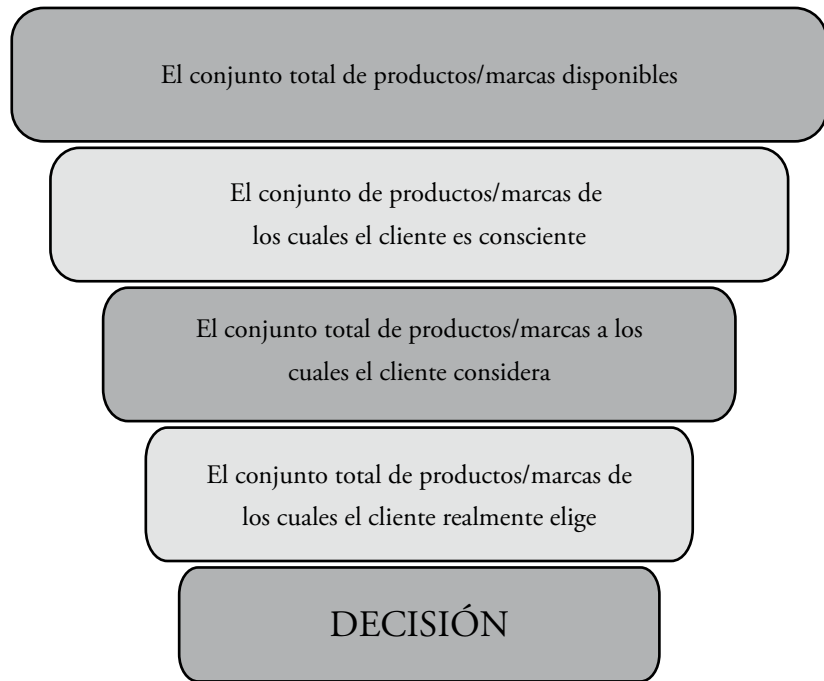 El conjunto total de productos/marcas disponibles
El conjunto de productos/marcas de
los cuales el cliente es consciente
El conjunto total de productos/marcas a los
cuales el cliente considera
El conjunto total de productos/marcas de
los cuales el cliente realmente elige
DECISIÓN